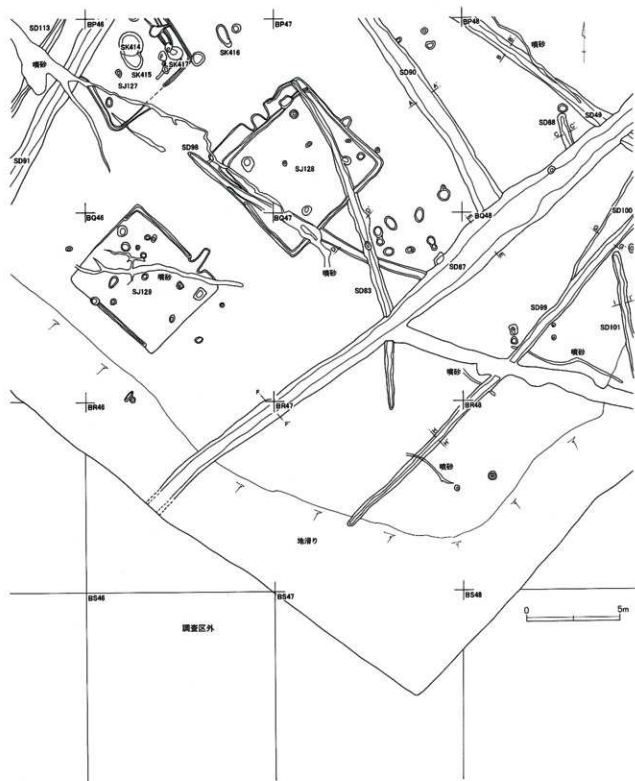 SD113
BP46
BP47
BP48
噴砂
SK414
SK417
SK416
SK415
SJ127
SD90
噴砂
SD88
SD49
SD91
SD98
SJ128
SD100
BQ46
BQ47
BQ48
噴砂
SD87
噴砂
SJ129
SD83
SD99
SD101
噴砂
噴砂
BR46
BR47
BR48
噴砂
F
F'
地滑り
BS46
BS47
BS48
0 5m
調査区外